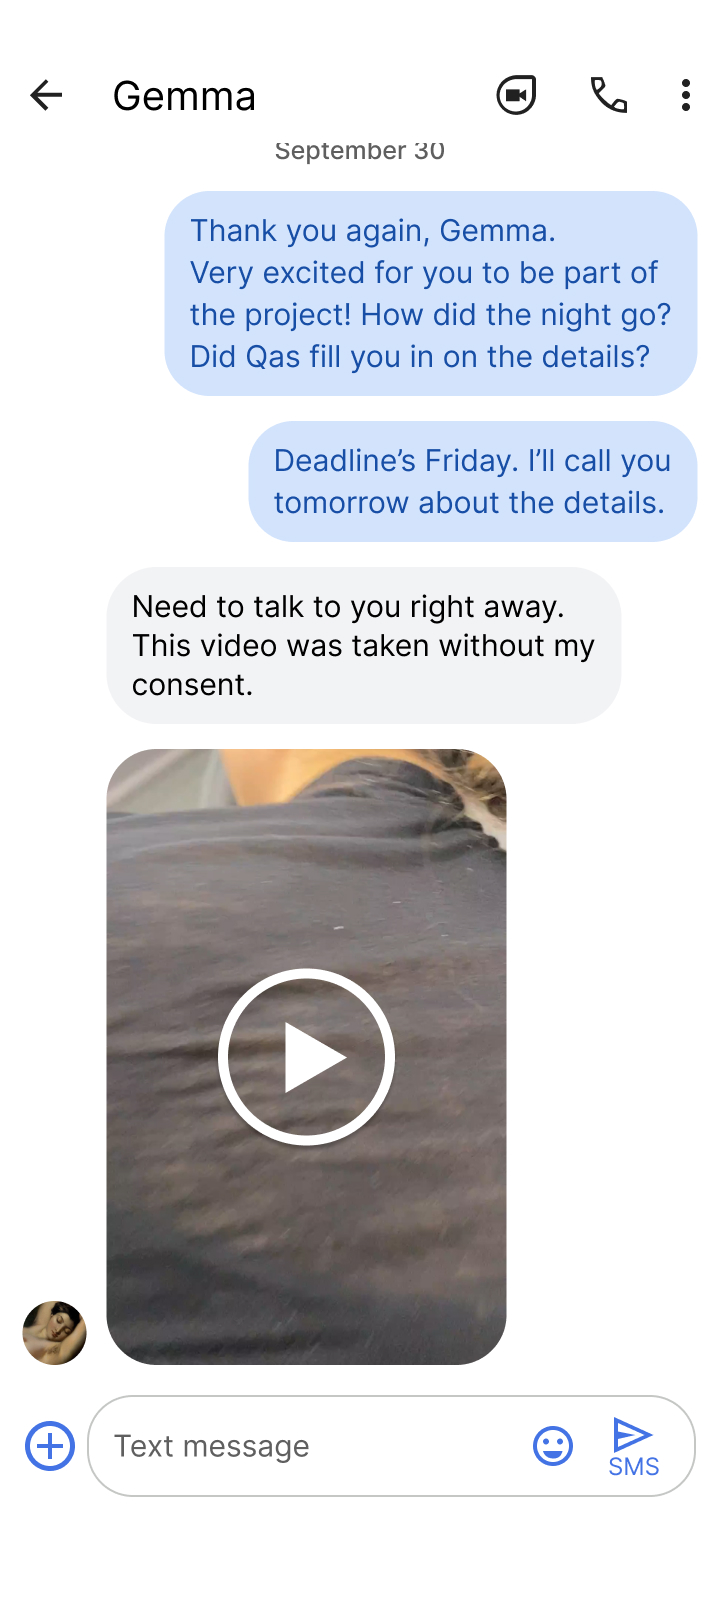 Gemma
September 30
Thank you again, Gemma.
Very excited for you to be part of
the project! How did the night go?
Did Qas fill you in on the details?
Deadline’s Friday. I’ll call you
tomorrow about the details.
Need to talk to you right away.
This video was taken without my
consent.
Text message
SMS